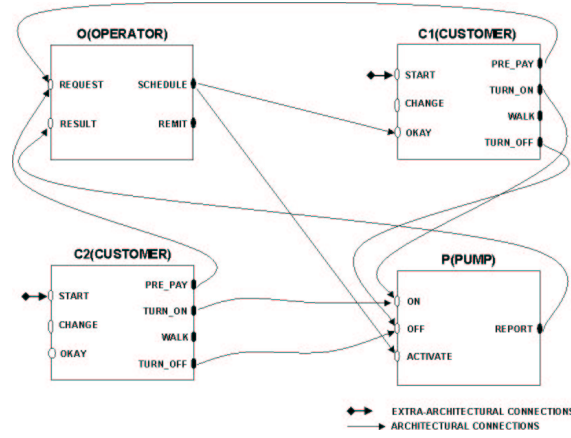 O(OPERATOR)
REQUEST
SCHEDULE
RESULT
REMIT
C1(CUSTOMER)
PRE_PAY
START
TURN_ON
CHANGE
WALK
OKAY
TURN_OFF
C2(CUSTOMER)
PRE_PAY
START
TURN_ON
CHANGE
WALK
OKAY
TURN_OFF
P(PUMP)
ON
OFF
REPORT
ACTIVATE
EXTRA-ARCHITECTURAL CONNECTIONS
ARCHITECTURAL CONNECTIONS